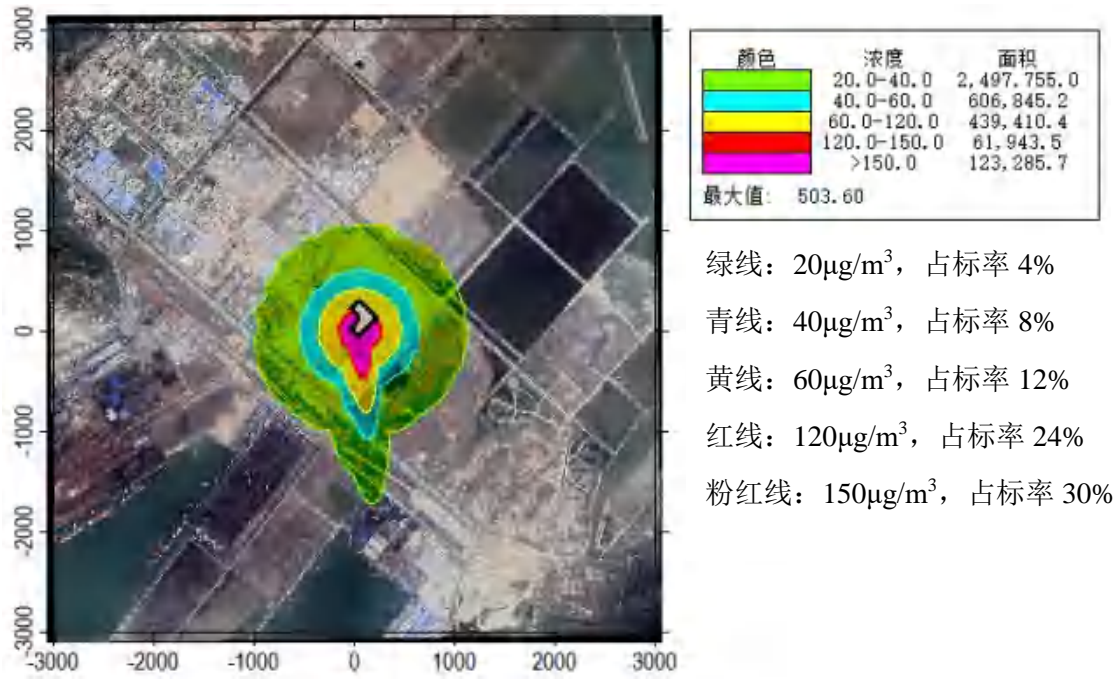 3000
2000
1000
0
-1000
-2000
-3000
-3000 -2000 -1000 0 1000 2000 3000
颜色 浓度 面积
20.0-40.0 2,497.755.0
40.0-60.0 606,845.2
60.0-120.0 439,410.4
120.0-150.0 61,943.5
>150.0 123,285.7
最大值: 503.60
绿线：20μg/m³，占标率 4%
青线：40μg/m³，占标率 8%
黄线：60μg/m³，占标率 12%
红线：120μg/m³，占标率 24%
粉红线：150μg/m³，占标率 30%